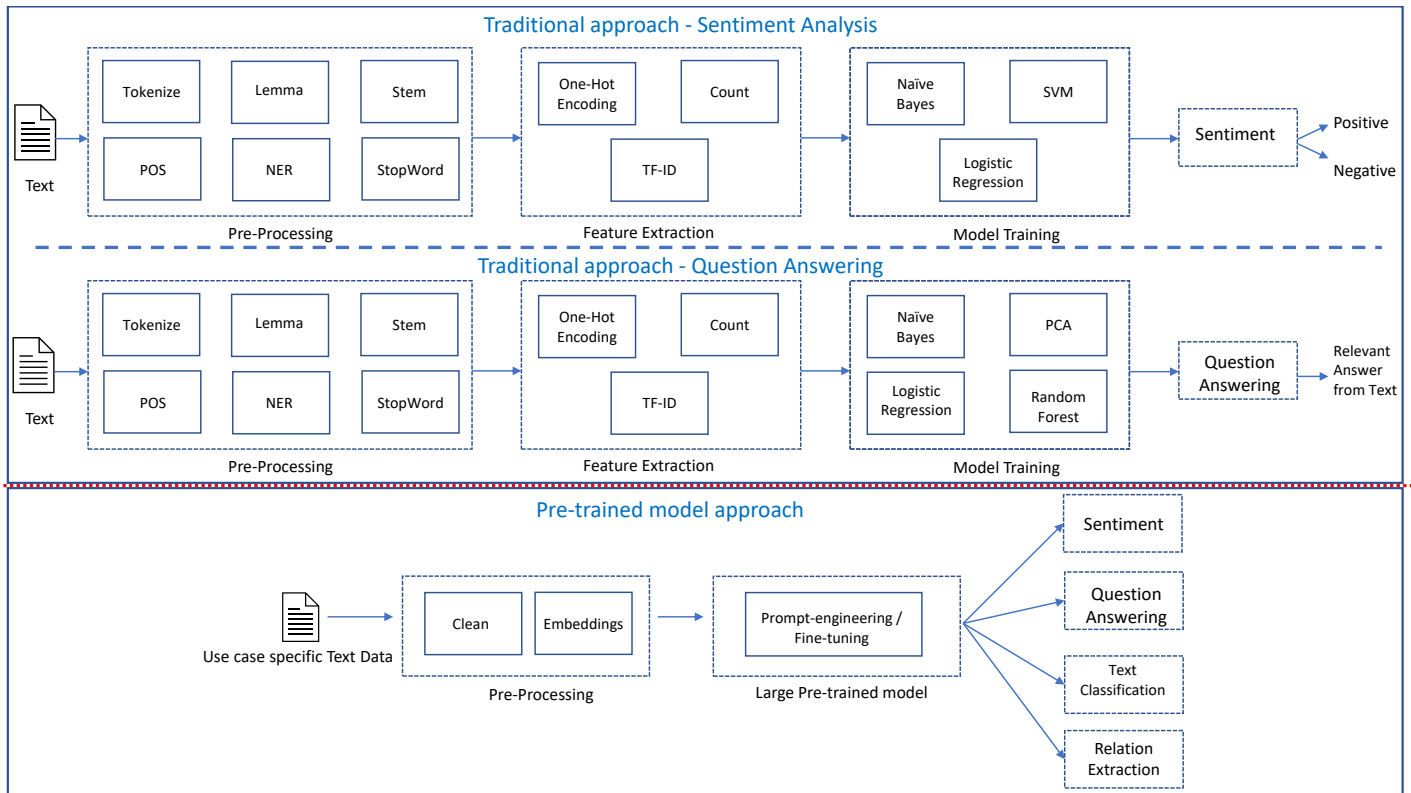 Traditional approach - Sentiment Analysis
Tokenize
Lemma
Stem
POS
NER
StopWord
Text
Pre-Processing
One-Hot
Encoding
Count
TF-ID
Feature Extraction
Naïve
Bayes
SVM
Logistic
Regression
Model Training
Sentiment
Positive
Negative
Traditional approach - Question Answering
Tokenize
Lemma
Stem
POS
NER
StopWord
Text
Pre-Processing
One-Hot
Encoding
Count
TF-ID
Feature Extraction
Naïve
Bayes
PCA
Logistic
Regression
Random
Forest
Model Training
Question
Answering
Relevant
Answer
from Text
Pre-trained model approach
Use case specific Text Data
Clean
Embeddings
Pre-Processing
Prompt-engineering /
Fine-tuning
Large Pre-trained model
Sentiment
Question
Answering
Text
Classification
Relation
Extraction